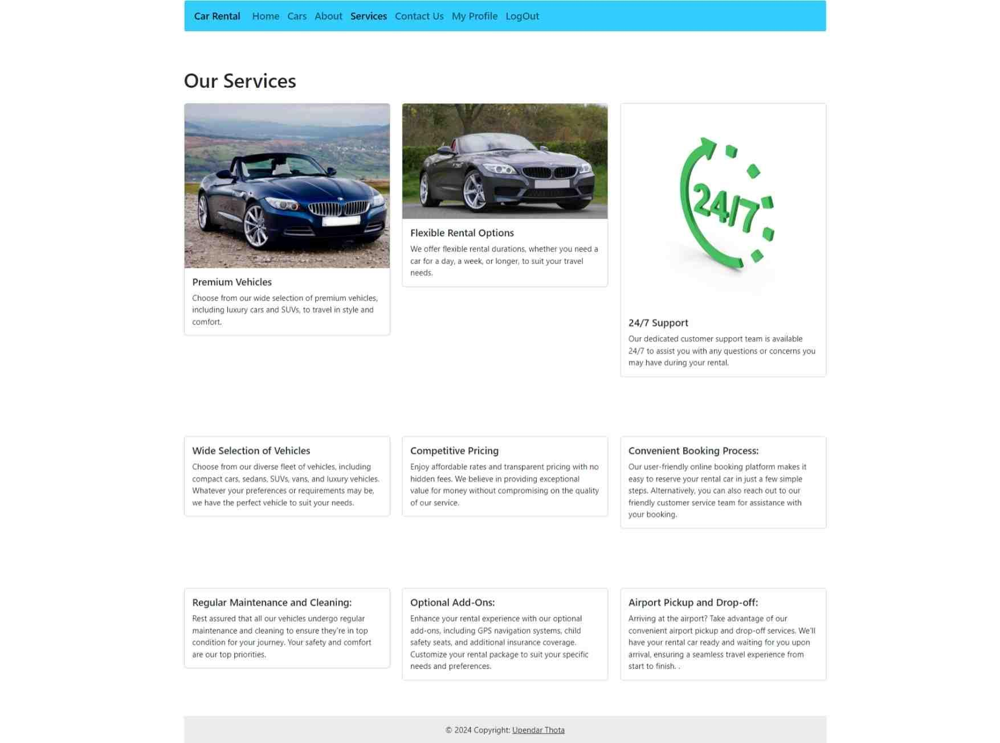 Car Rental Home Cars About Services Contact Us My Profile LogOut
Our Services
Premium Vehicles
Choose from our wide selection of premium vehicles,
including luxury cars and SUVs, to travel in style and
comfort.
Flexible Rental Options
We offer flexible rental durations, whether you need a
car for a day, a week, or longer, to suit your travel
needs.
24/7
24/7 Support
Our dedicated customer support team is available
24/7 to assist you with any questions or concerns you
may have during your rental.
Wide Selection of Vehicles
Choose from our diverse fleet of vehicles, including
compact cars, sedans, SUVs, vans, and luxury vehicles.
Whatever your preferences or requirements may be,
we have the perfect vehicle to suit your needs.
Competitive Pricing
Enjoy affordable rates and transparent pricing with no
hidden fees. We believe in providing exceptional
value for money without compromising on the quality
of our service.
Convenient Booking Process:
Our user-friendly online booking platform makes it
easy to reserve your rental car in just a few simple
steps. Alternatively, you can also reach out to our
friendly customer service team for assistance with
your booking.
Regular Maintenance and Cleaning:
Rest assured that all our vehicles undergo regular
maintenance and cleaning to ensure they're in top
condition for your journey. Your safety and comfort
are our top priorities.
Optional Add-Ons:
Enhance your rental experience with our optional
add-ons, including GPS navigation systems, child
safety seats, and additional insurance coverage.
Customize your rental package to suit your specific
needs and preferences.
Airport Pickup and Drop-off:
Arriving at the airport? Take advantage of our
convenient airport pickup and drop-off services. We'll
have your rental car ready and waiting for you upon
arrival, ensuring a seamless travel experience from
start to finish. .
© 2024 Copyright: Upendar Thota